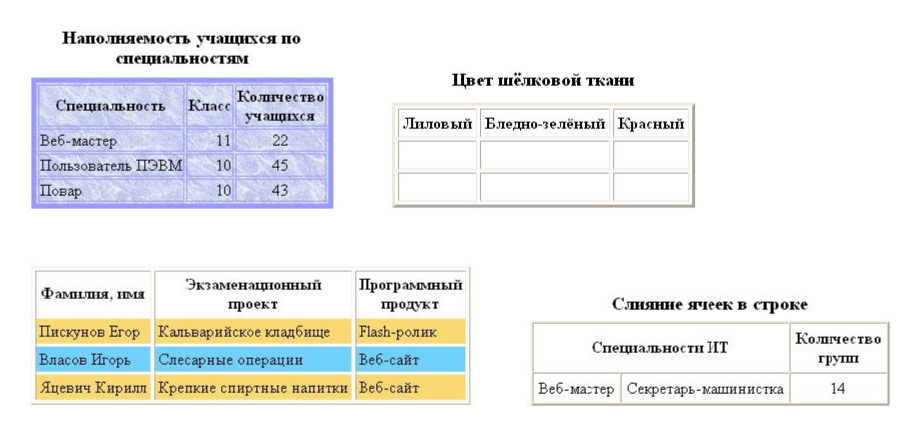 Наполняемость учащихся по
специальностям
Специальность Класс Количество
учащихся
Веб-мастер 11 22
Пользователь ПЭВМ 10 45
Повар 10 43
Цвет шёлковой ткани
Лиловый Бледно-зелёный Красный
Фамилия, имя Экзаменационный
проект Программный
продукт
Пискунов Егор Кальварийское кладбище Flash-ролик
Власов Игорь Слесарные операции Веб-сайт
Яцевич Кирилл Крепкие спиртные напитки Веб-сайт
Слияние ячеек в строке
Специальности ИТ Количество
групп
Веб-мастер Секретарь-машинистка 14